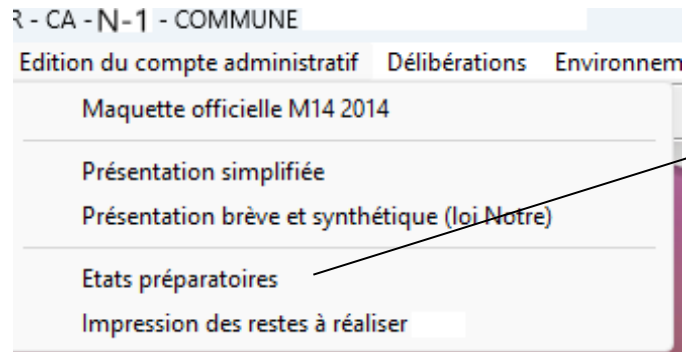 R - CA - N-1 - COMMUNE
Edition du compte administratif Délibérations Environnem
Maquette officielle M14 2014
Présentation simplifiée
Présentation brève et synthétique (loi Notre)
Etats préparatoires
Impression des restes à réaliser